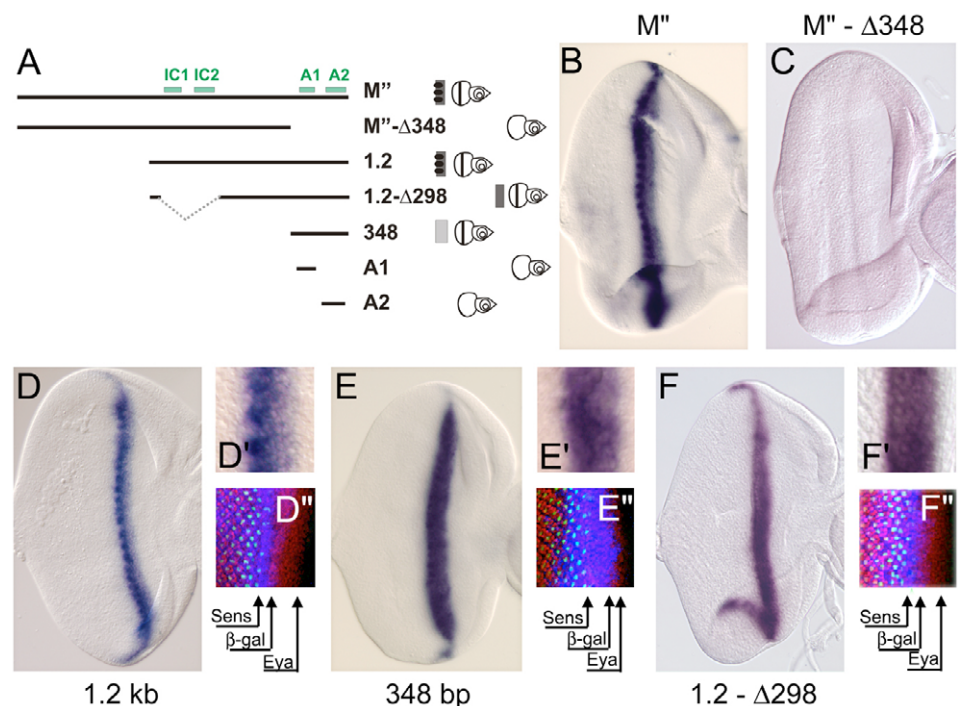 M" M" - Δ348
A
IC1 IC2 A1 A2
M"
M"-Δ348
1.2
1.2-Δ298
348
A1
A2
B
C
D
D'
D"
Sens
β-gal
Eya
1.2 kb
E
E'
E"
Sens
β-gal
Eya
348 bp
F
F'
F"
Sens
β-gal
Eya
1.2 - Δ298